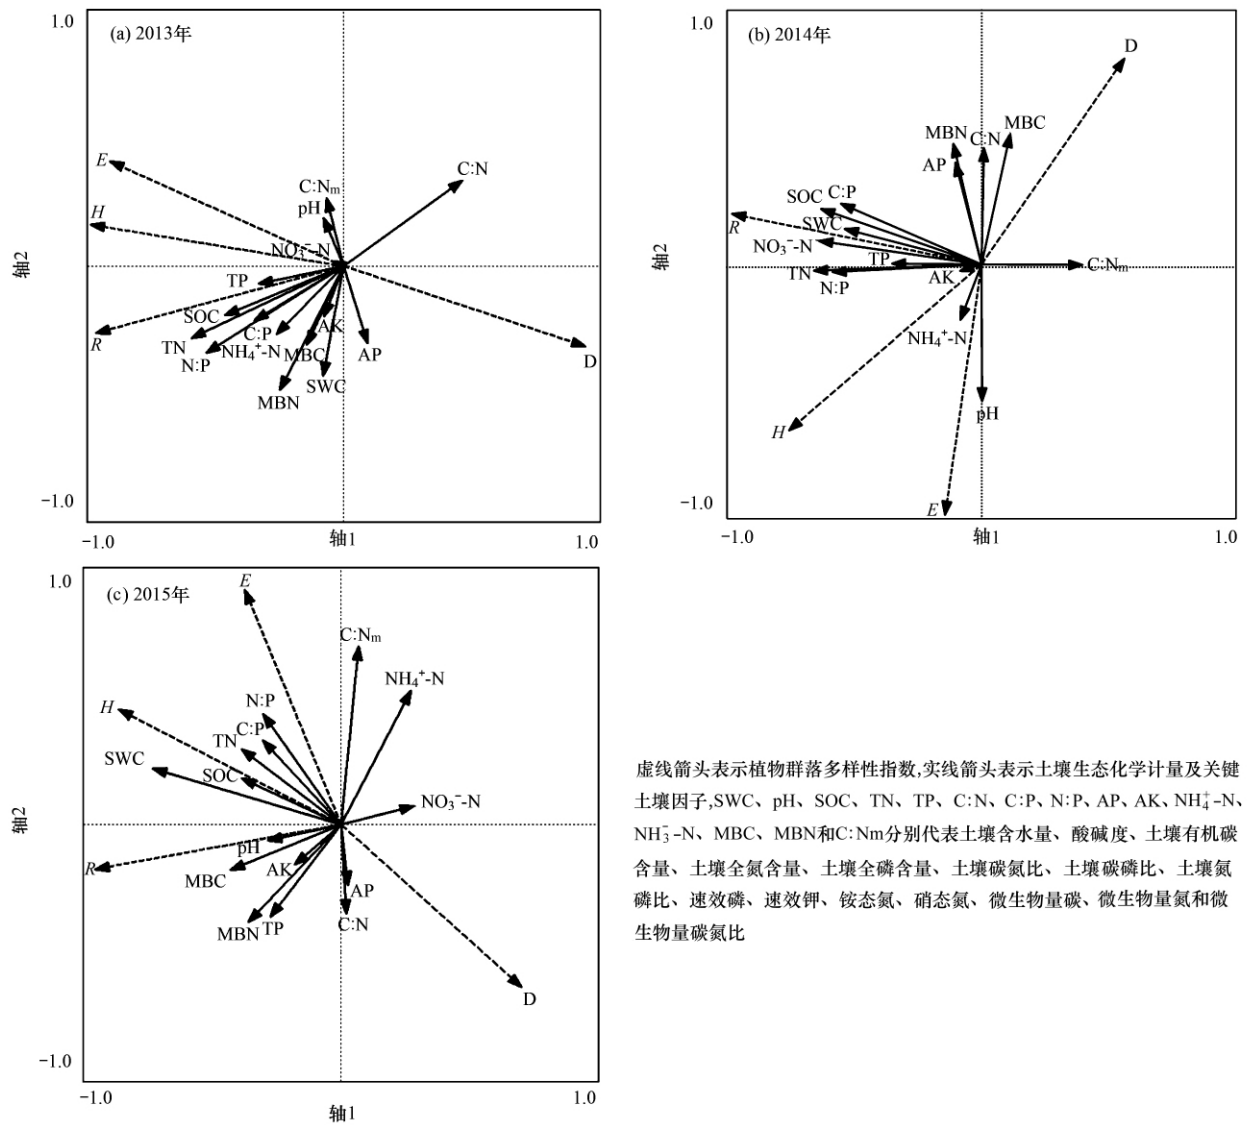 1.0
(a) 2013年
E
H
R
C:Nm
pH
C:N
NO3⁻-N
TP
SOC
TN
N:P
C:P
NH4⁺-N
MBC
AK
AP
SWC
MBN
D
轴2
-1.0
-1.0
轴1
1.0
1.0
(b) 2014年
D
MBN
C:N
MBC
AP
SOC
C:P
R
SWC
NO3⁻-N
TP
TN
N:P
AK
C:Nm
NH4⁺-N
pH
H
E
轴2
-1.0
-1.0
轴1
1.0
1.0
(c) 2015年
E
C:Nm
NH4⁺-N
N:P
H
C:P
TN
SWC
SOC
NO3⁻-N
pH
R
MBC
AK
AP
MBN
TP
C:N
D
轴2
-1.0
-1.0
轴1
1.0
虚线箭头表示植物群落多样性指数,实线箭头表示土壤生态化学计量及关键
土壤因子,SWC、pH、SOC、TN、TP、C:N、C:P、N:P、AP、AK、NH4⁺-N、
NH3⁻-N、MBC、MBN和C:Nm分别代表土壤含水量、酸碱度、土壤有机碳
含量、土壤全氮含量、土壤全磷含量、土壤碳氮比、土壤碳磷比、土壤氮
磷比、速效磷、速效钾、铵态氮、硝态氮、微生物量碳、微生物量氮和微
生物量碳氮比